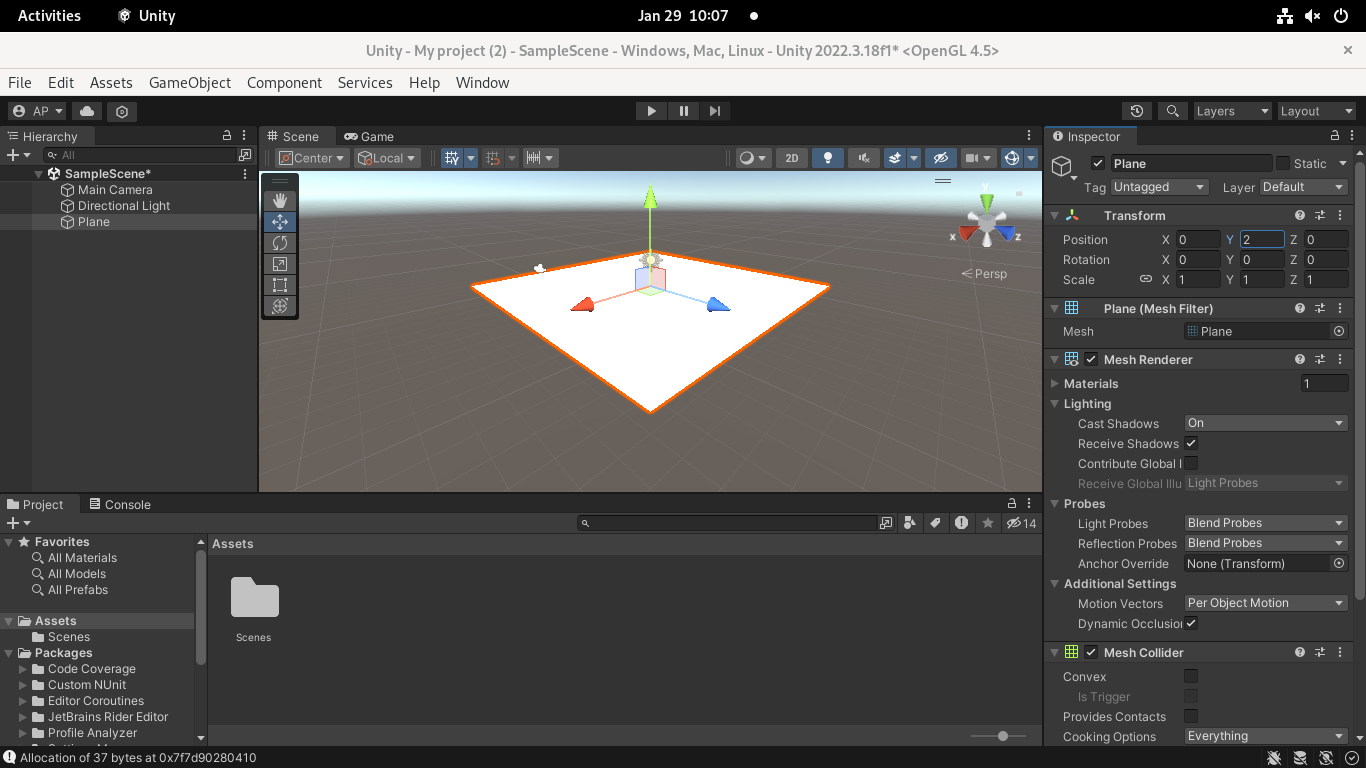 Activities Unity Jan 29 10:07
Unity - My project (2) - SampleScene - Windows, Mac, Linux - Unity 2022.3.18f1* <OpenGL 4.5>
File Edit Assets GameObject Component Services Help Window
AP Layers Layout
Hierarchy
All
SampleScene*
Main Camera
Directional Light
Plane
Scene Game
Center Local 2D
y
x z
Persp
Inspector
Plane Static
Tag Untagged Layer Default
Transform
Position X 0 Y 2 Z 0
Rotation X 0 Y 0 Z 0
Scale X 1 Y 1 Z 1
Plane (Mesh Filter)
Mesh Plane
Mesh Renderer
Materials 1
Lighting
Cast Shadows On
Receive Shadows
Contribute Global I
Receive Global Illu Light Probes
Probes
Light Probes Blend Probes
Reflection Probes Blend Probes
Anchor Override None (Transform)
Additional Settings
Motion Vectors Per Object Motion
Dynamic Occlusion
Mesh Collider
Convex
Is Trigger
Provides Contacts
Cooking Options Everything
Project Console
14
Favorites
All Materials
All Models
All Prefabs
Assets
Scenes
Packages
Code Coverage
Custom NUnit
Editor Coroutines
JetBrains Rider Editor
Profile Analyzer
Assets
Scenes
Allocation of 37 bytes at 0x7f7d90280410